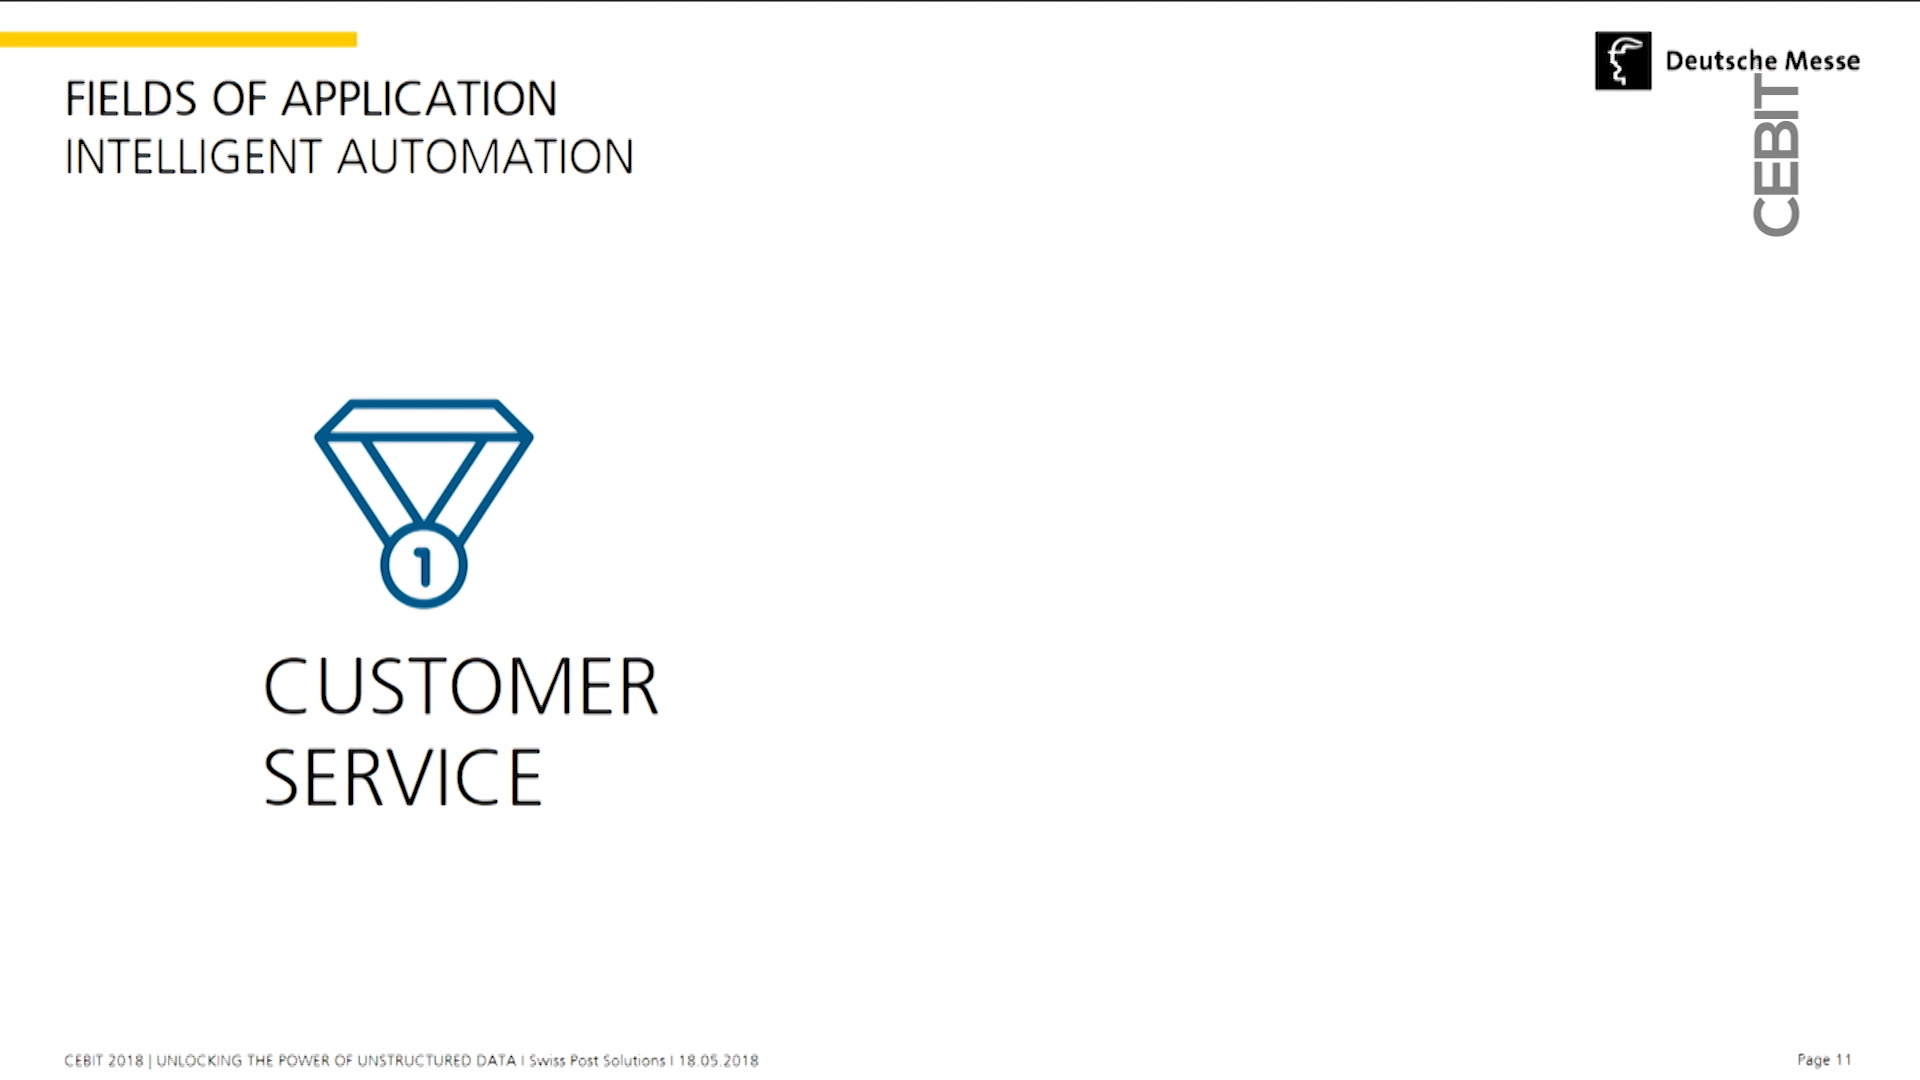 FIELDS OF APPLICATION
INTELLIGENT AUTOMATION
Deutsche Messe
CEBIT
1
CUSTOMER
SERVICE
CEBIT 2018 | UNLOCKING THE POWER OF UNSTRUCTURED DATA I Swiss Post Solutions I 18.05.2018
Page 11